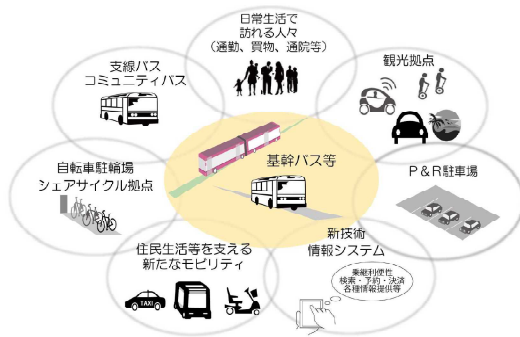 日常生活で
訪れる人々
（通勤、買物、通院等）
支線バス
コミュニティバス
観光拠点
基幹バス等
自転車駐輪場
シェアサイクル拠点
P＆R駐車場
住民生活等を支える
新たなモビリティ
TAXI
新技術
情報システム
乗継利便性
検索・予約・決済
各種情報提供等